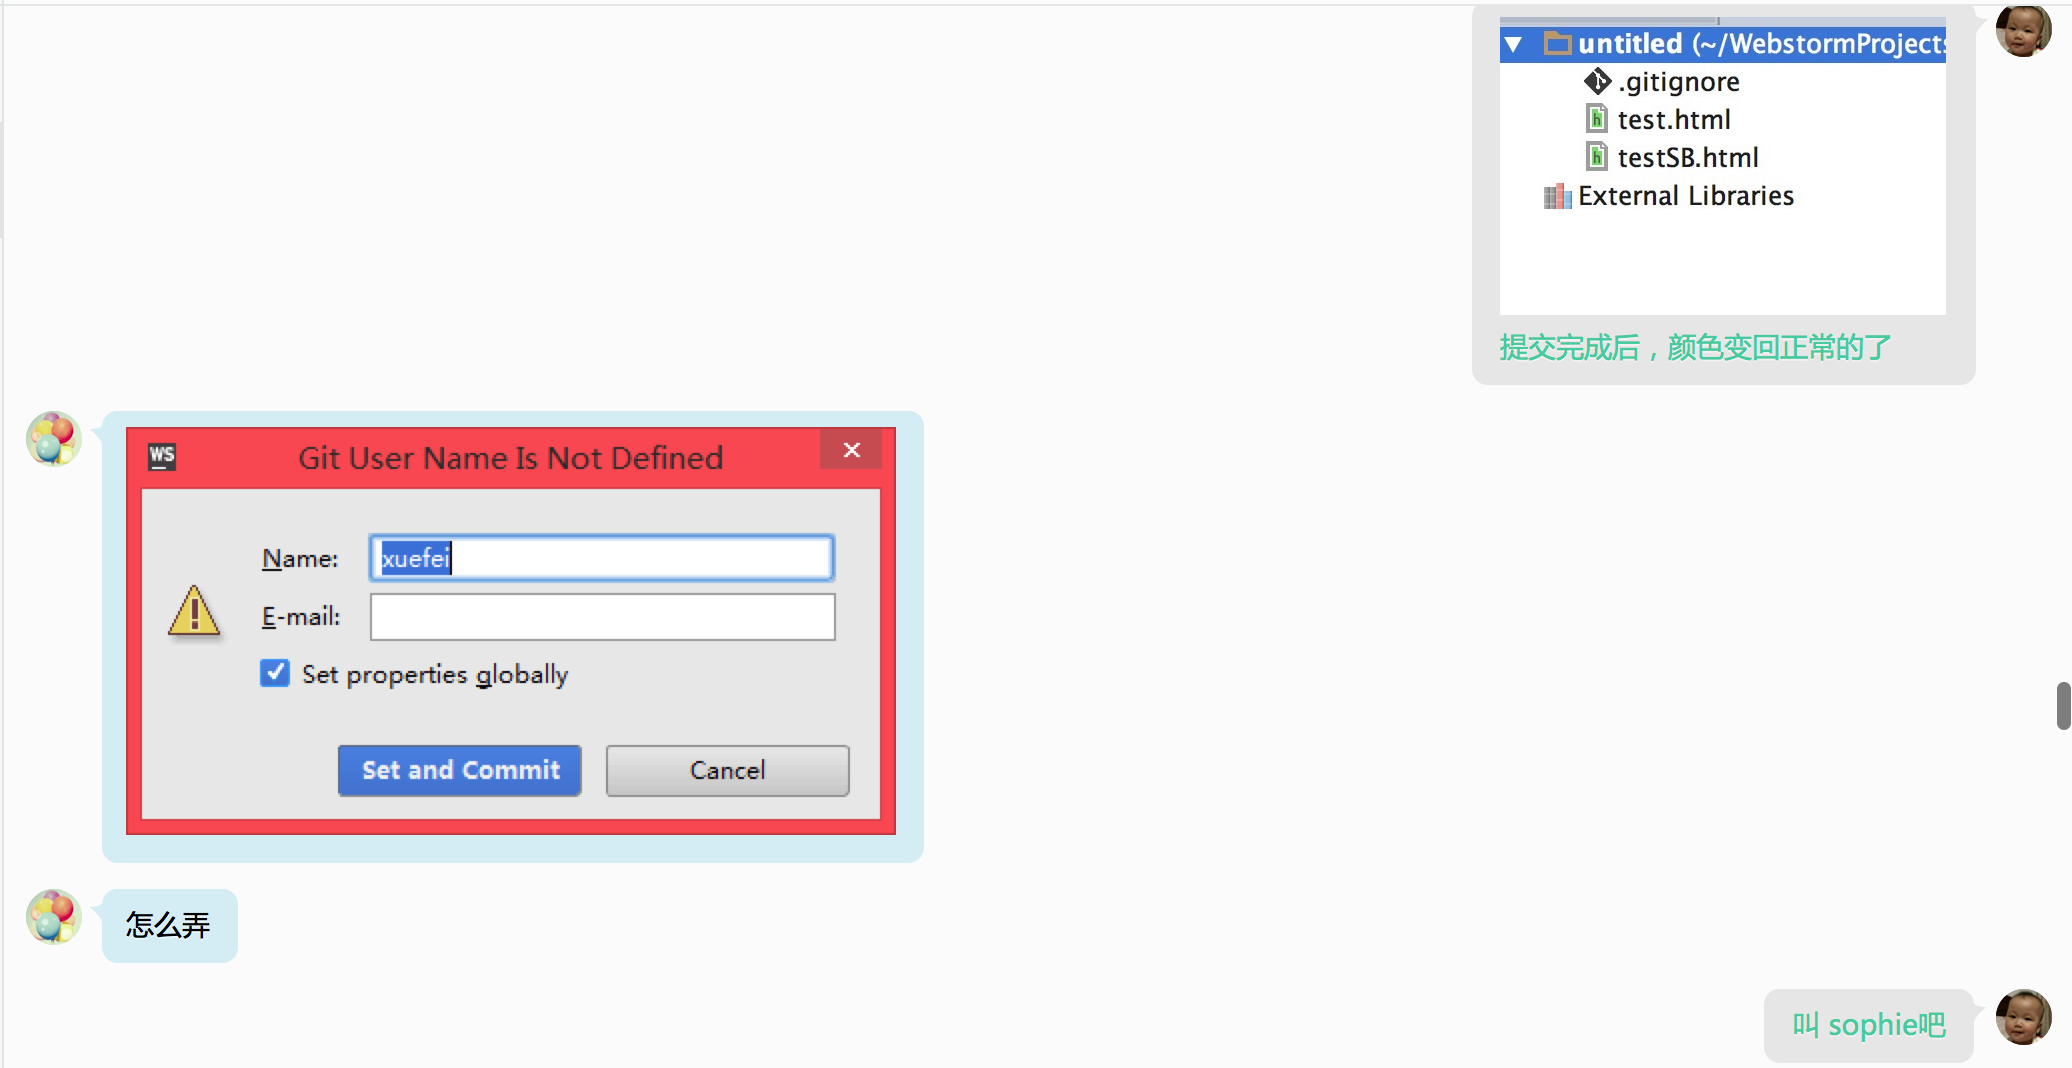 untitled (~/WebstormProjects
.gitignore
test.html
testSB.html
External Libraries
提交完成后，颜色变回正常的了
WS
Git User Name Is Not Defined
Name: xuefei
E-mail:
Set properties globally
Set and Commit
Cancel
怎么弄
叫 sophie吧